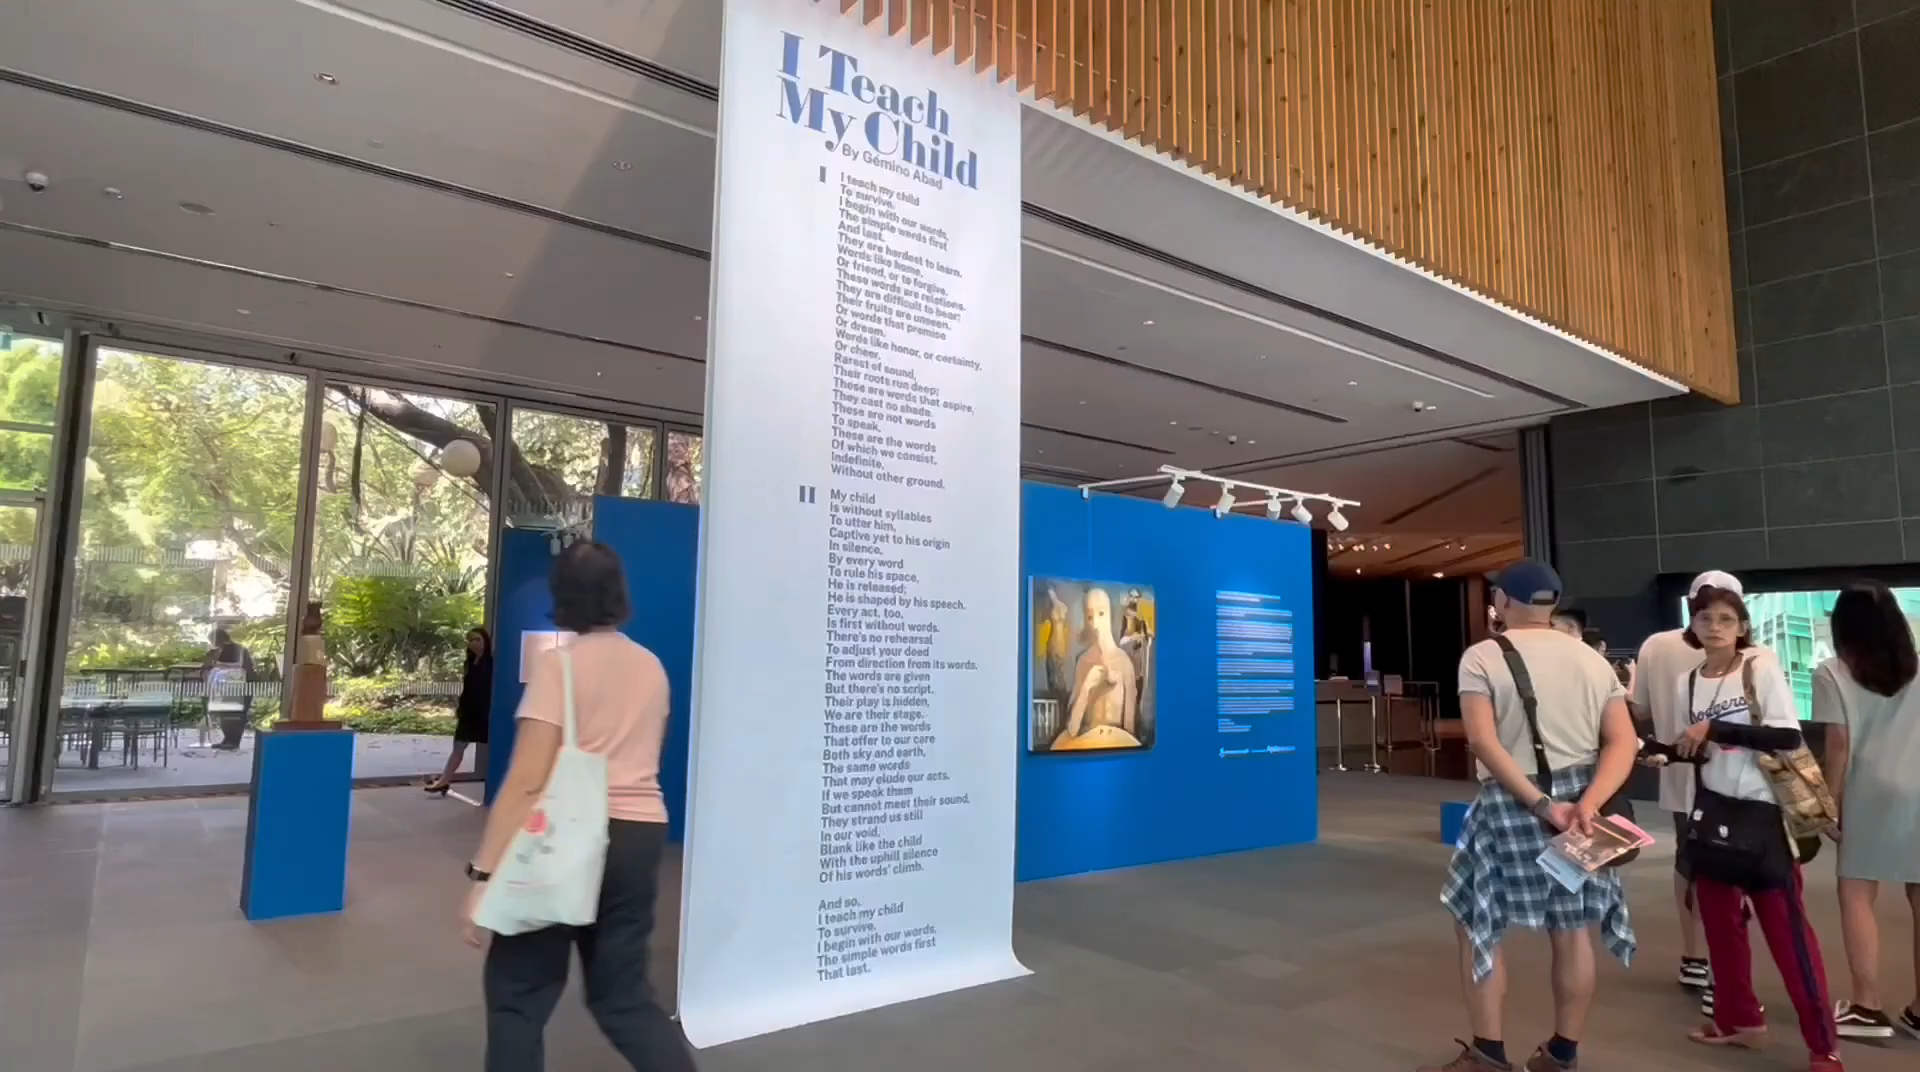 I Teach
My Child
By Gémino Abad
I
I teach my child
To survive.
I begin with our words,
The simple words first
And last.
They are hardest to learn.
Words like home,
Or friend, or to forgive.
These words are relations.
They are difficult to bear;
Their fruits are unseen.
Or words that promise
Or dream.
Words like honor, or certainty,
Or cheer.
Rarest of sound,
Their roots run deep;
These are words that aspire,
They cast no shade.
These are not words
To speak.
These are the words
Of which we consist,
Indefinite,
Without other ground.
II
My child
Is without syllables
To utter him,
Captive yet to his origin
In silence,
By every word
To rule his space,
He is released;
He is shaped by his speech.
Every act, too,
Is first without words.
There's no rehearsal
To adjust your deed
From direction from its words.
The words are given
But there's no script.
Their play is hidden,
We are their stage.
These are the words
That offer to our care
Both sky and earth,
The same words
That may elude our acts.
If we speak them
But cannot meet their sound,
They strand us still
In our void,
Blank like the child
With the uphill silence
Of his words' climb.
And so,
I teach my child
To survive.
I begin with our words,
The simple words first
That last.
Dodgers